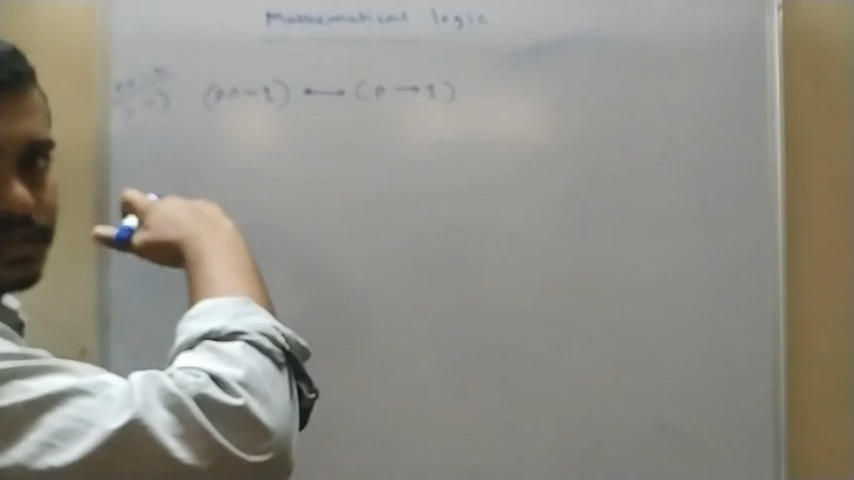 Mathematical logic
(p∧~q) ⟷ (p → q)